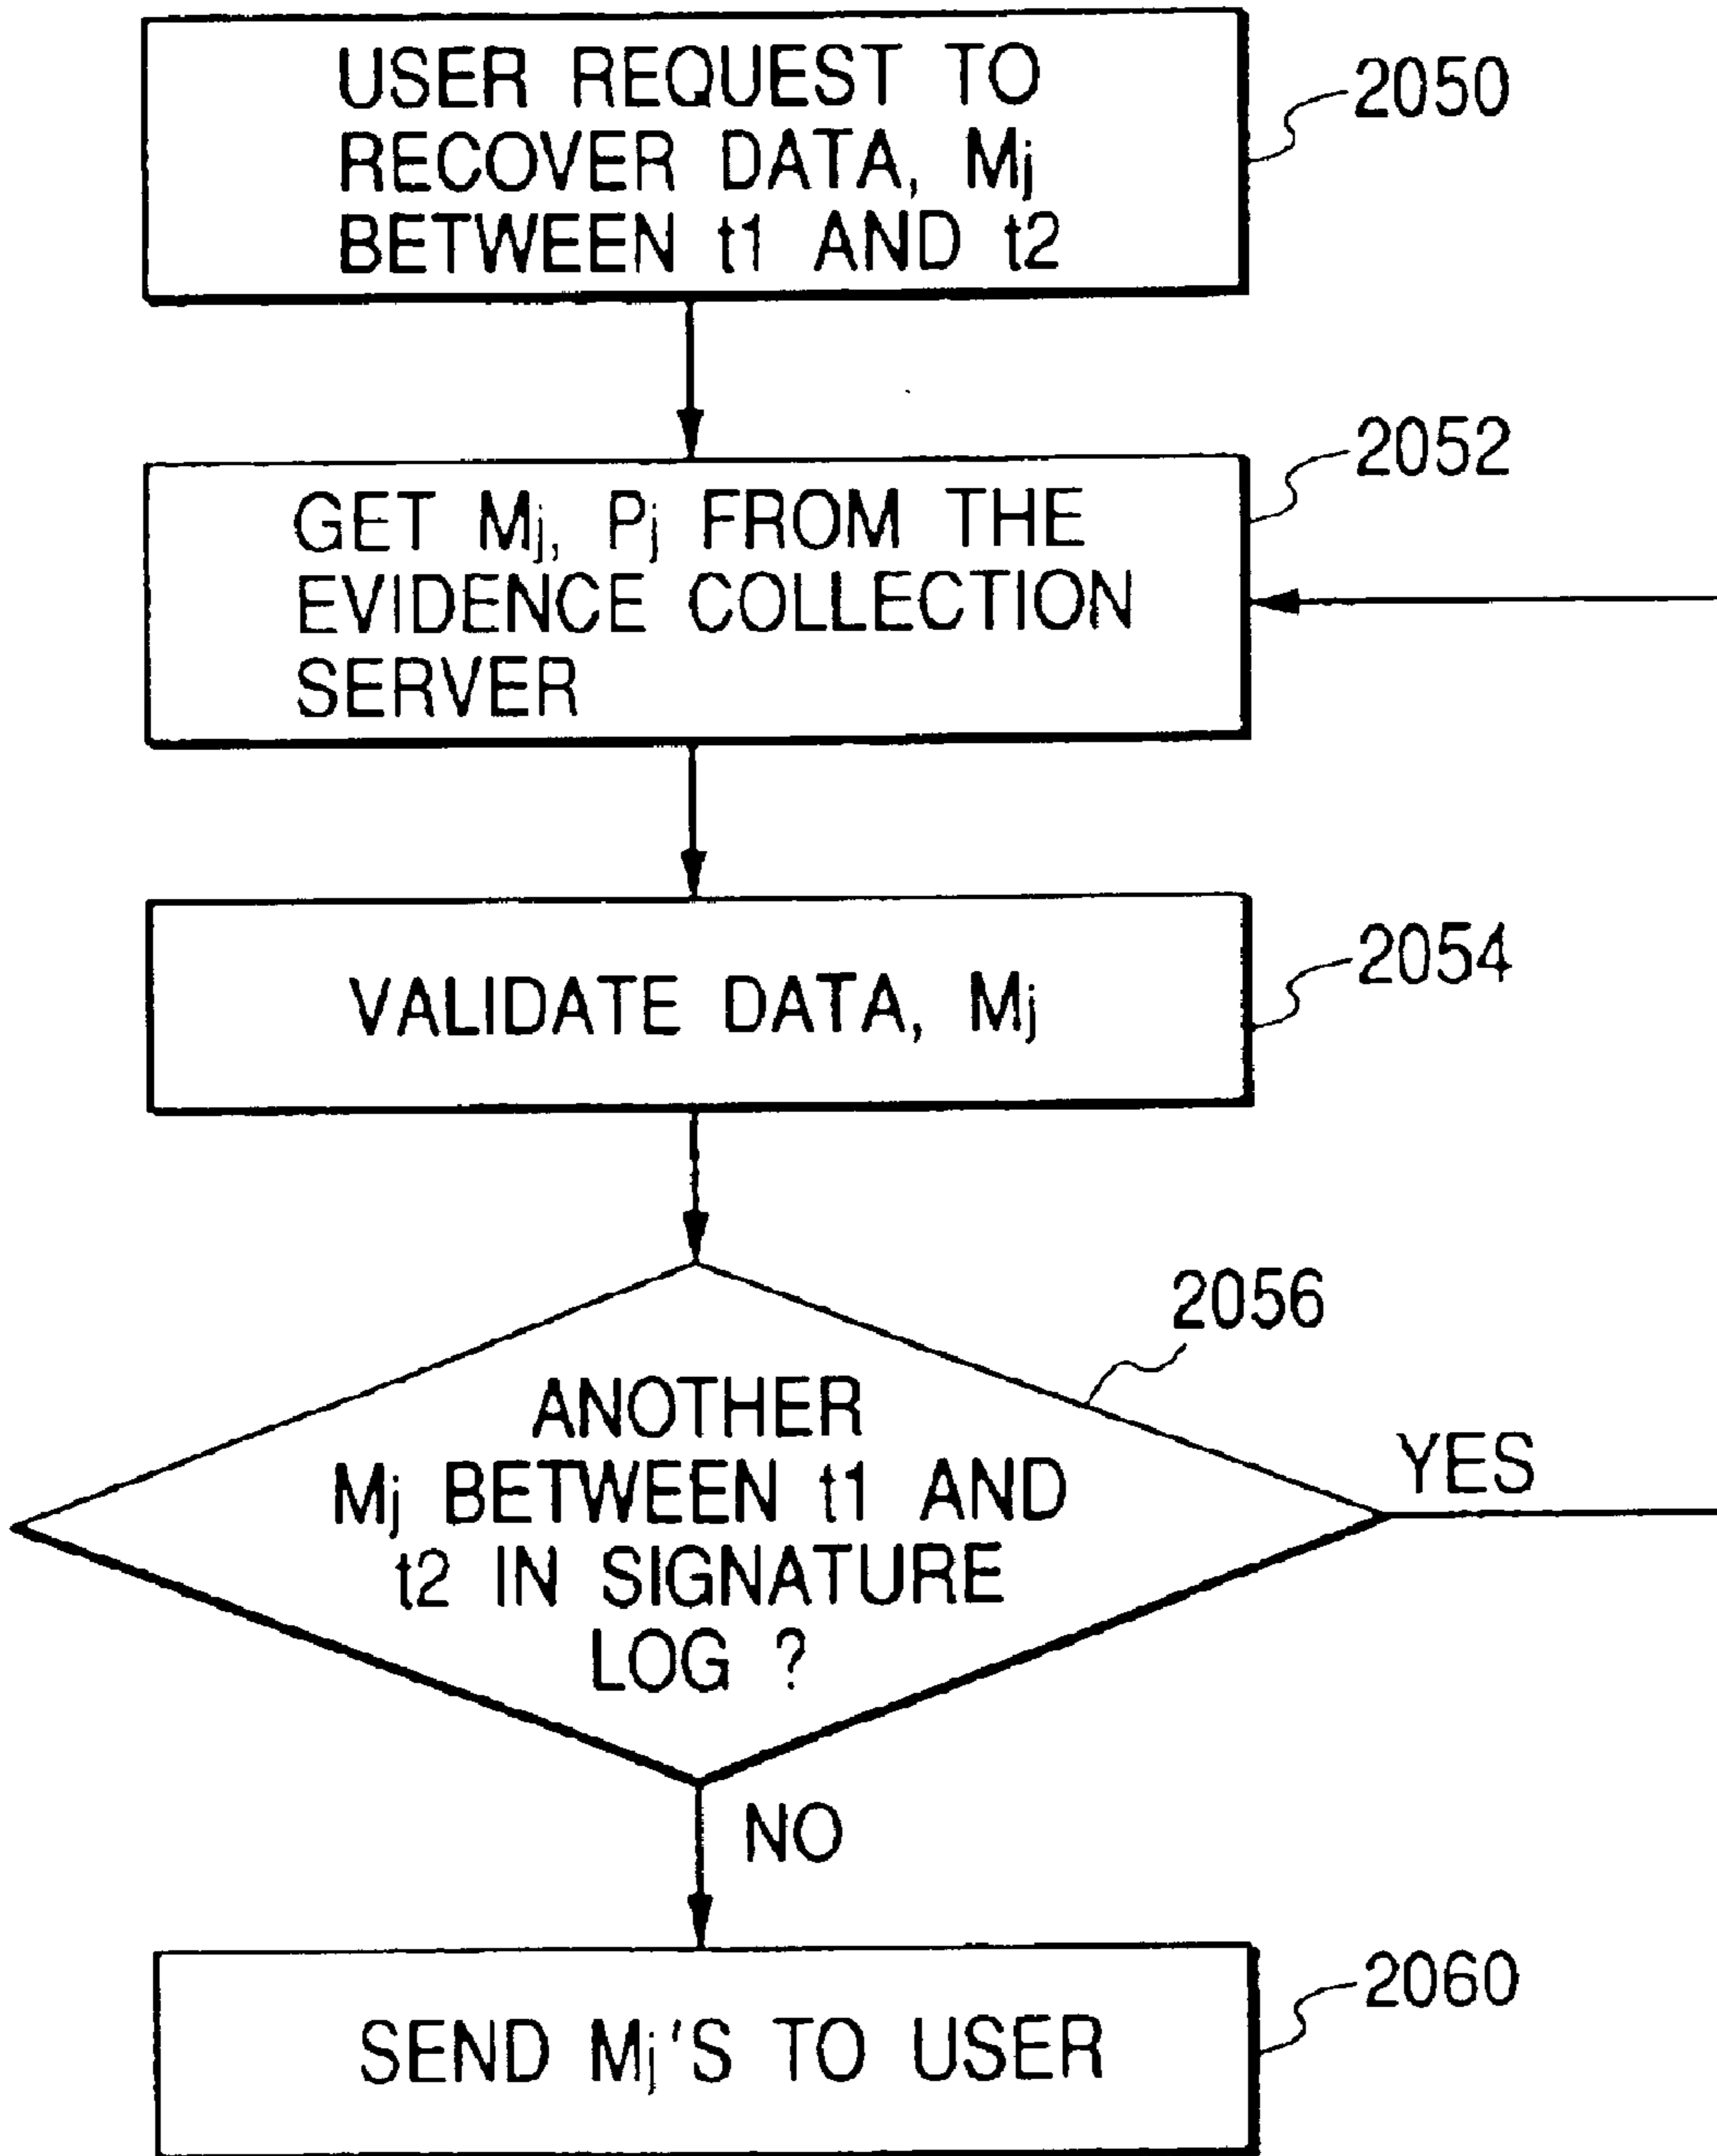 USER REQUEST TO
RECOVER DATA, Mj
BETWEEN t1 AND t2
2050
GET Mj, Pj FROM THE
EVIDENCE COLLECTION
SERVER
2052
VALIDATE DATA, Mj
2054
2056
ANOTHER
Mj BETWEEN t1 AND
t2 IN SIGNATURE
LOG ?
YES
NO
SEND Mj'S TO USER
2060